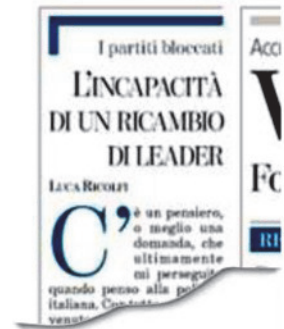 I partiti bloccati
L'INCAPACITÀ
DI UN RICAMBIO
DI LEADER
LUCA RICOLFI
C'è un pensiero,
o meglio una
domanda, che
ultimamente
mi perseguita
quando penso alla
italiana.
Fo